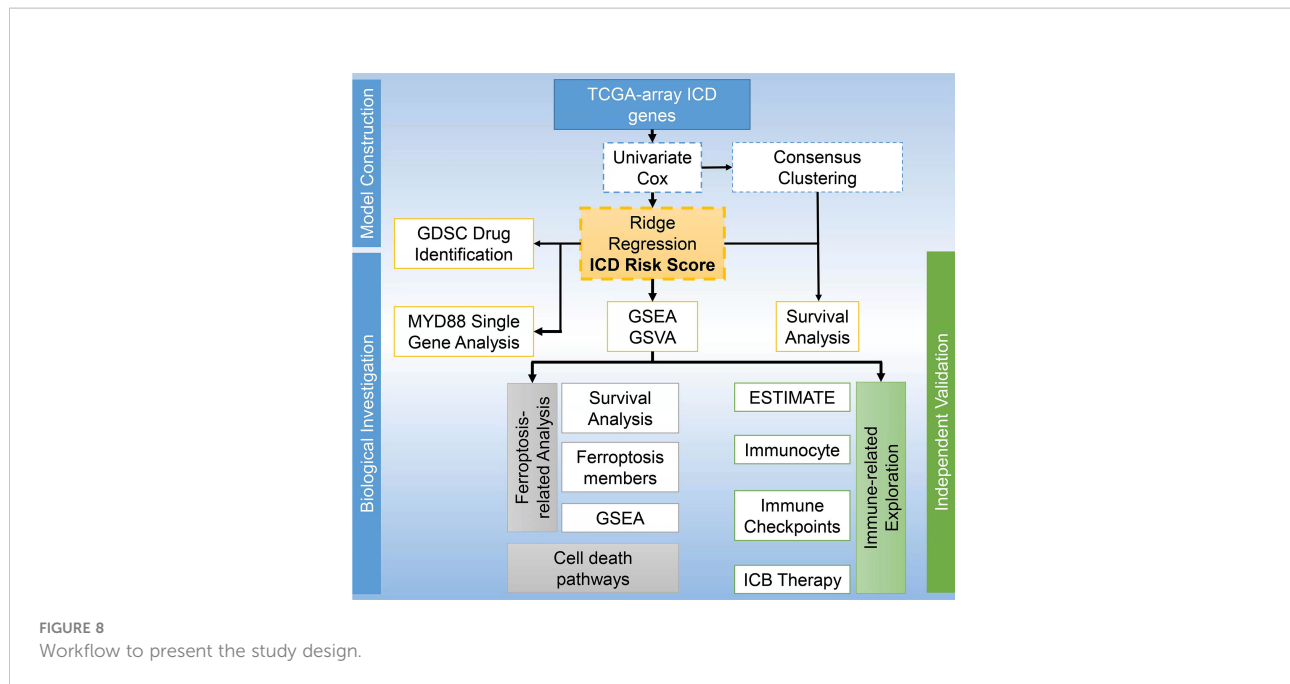 Model Construction
TCGA-array ICD
genes
Univariate
Cox
Consensus
Clustering
Ridge
Regression
ICD Risk Score
GDSC Drug
Identification
MYD88 Single
Gene Analysis
GSEA
GSVA
Survival
Analysis
Biological Investigation
Ferroptosis-
related Analysis
Survival
Analysis
Ferroptosis
members
GSEA
Cell death
pathways
ESTIMATE
Immunocyte
Immune
Checkpoints
ICB Therapy
Immune-related
Exploration
Independent Validation
FIGURE 8
Workflow to present the study design.